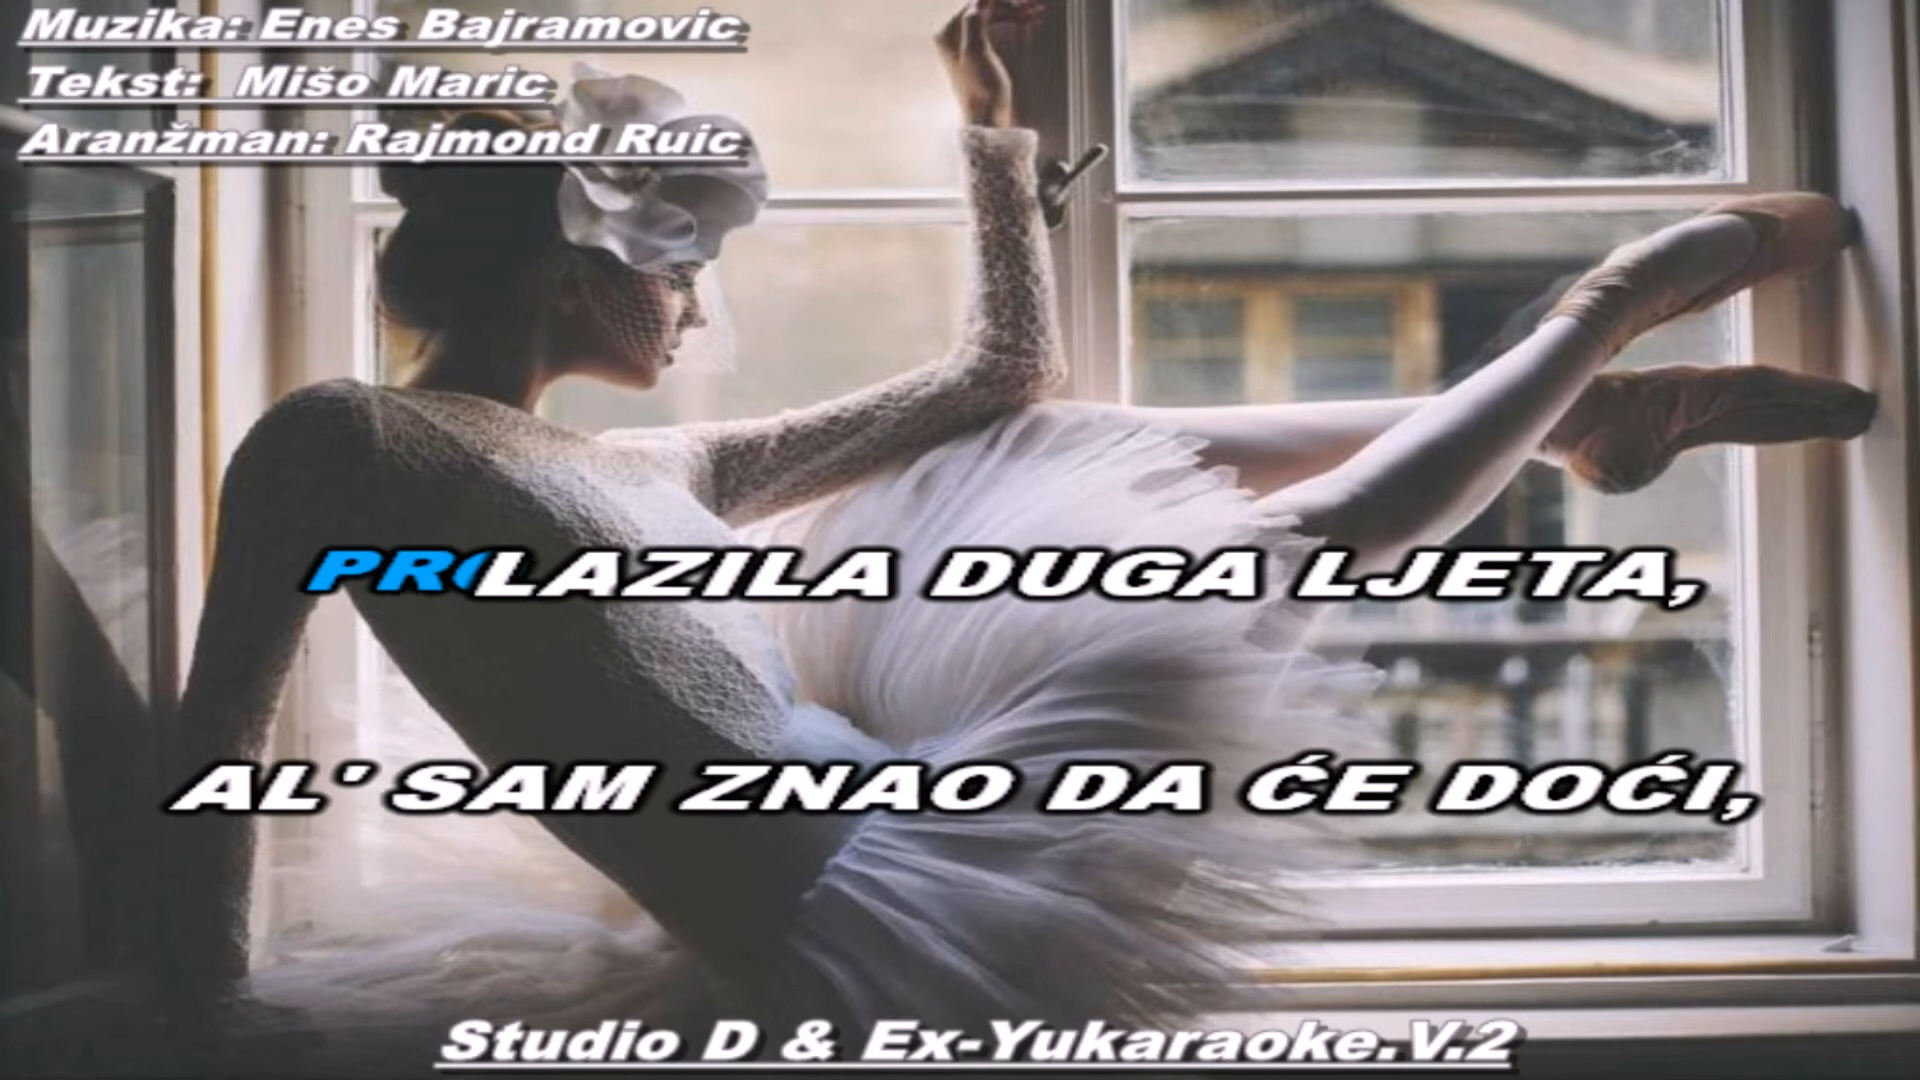 Muzika: Enes Bajramovic
Tekst: Mišo Maric
Aranžman: Rajmond Ruic
PROLAZILA DUGA LJETA,
AL' SAM ZNAO DA ĆE DOĆI,
Studio D & Ex-Yukaraoke.V.2